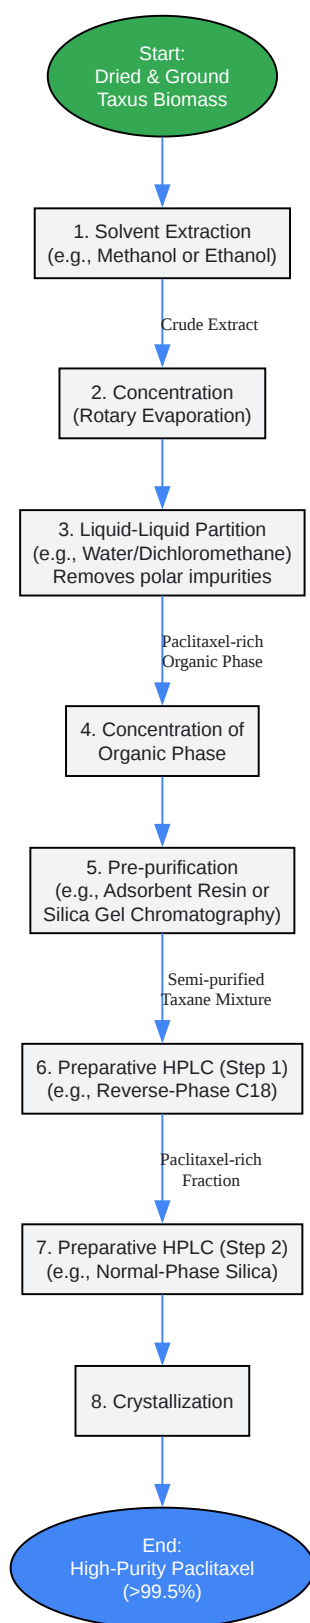 Start:
Dried & Ground
Taxus Biomass
1. Solvent Extraction
(e.g., Methanol or Ethanol)
Crude Extract
2. Concentration
(Rotary Evaporation)
3. Liquid-Liquid Partition
(e.g., Water/Dichloromethane)
Removes polar impurities
Paclitaxel-rich
Organic Phase
4. Concentration of
Organic Phase
5. Pre-purification
(e.g., Adsorbent Resin or
Silica Gel Chromatography)
Semi-purified
Taxane Mixture
6. Preparative HPLC (Step 1)
(e.g., Reverse-Phase C18)
Paclitaxel-rich
Fraction
7. Preparative HPLC (Step 2)
(e.g., Normal-Phase Silica)
8. Crystallization
End:
High-Purity Paclitaxel
(>99.5%)